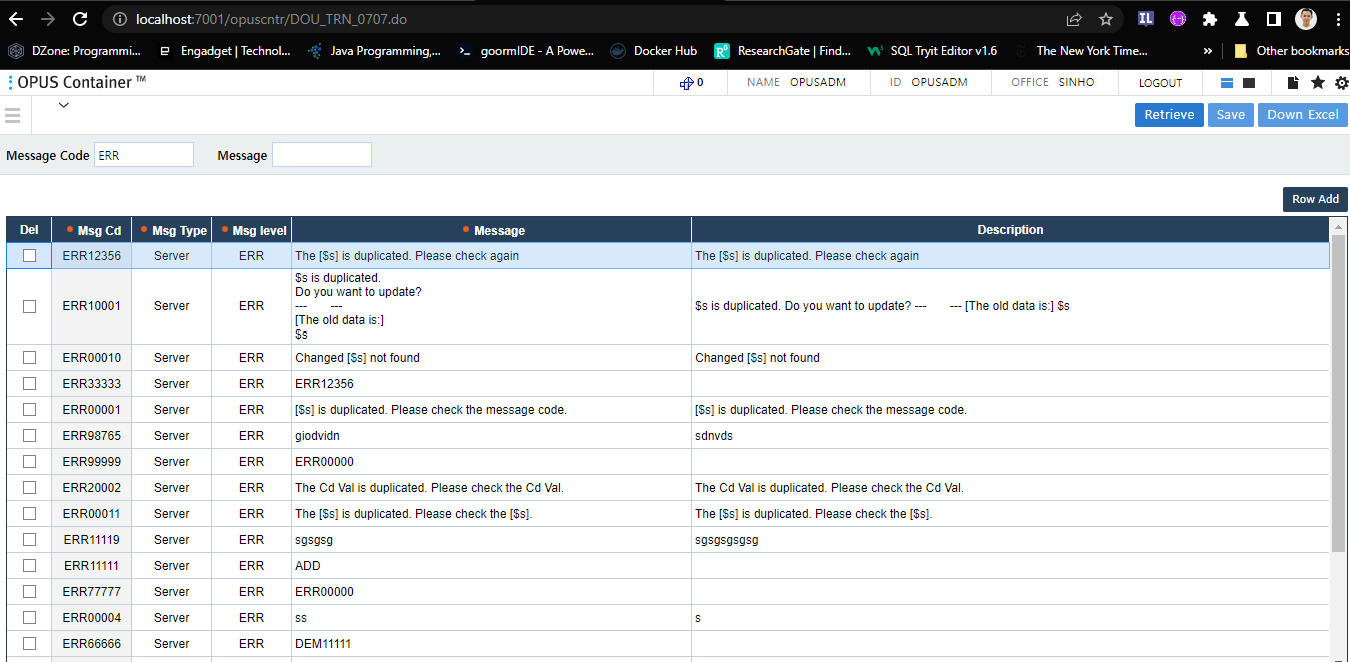 localhost:7001/opuscntr/DOU_TRN_0707.do
IL
DZone: Programmi...
Engadget | Technol...
Java Programming,...
goormIDE - A Powe...
Docker Hub
ResearchGate | Find...
SQL Tryit Editor v1.6
The New York Time...
»
Other bookmarks
OPUS Container ™
0
NAME OPUSADM
ID OPUSADM
OFFICE SINHO
LOGOUT
Retrieve
Save
Down Excel
Message Code ERR
Message
Row Add
Del • Msg Cd • Msg Type • Msg level • Message Description
ERR12356 Server ERR The [$s] is duplicated. Please check again The [$s] is duplicated. Please check again
ERR10001 Server ERR
$s is duplicated.
Do you want to update?
--- ---
[The old data is:]
$s
$s is duplicated. Do you want to update? --- --- [The old data is:] $s
ERR00010 Server ERR Changed [$s] not found Changed [$s] not found
ERR33333 Server ERR ERR12356
ERR00001 Server ERR [$s] is duplicated. Please check the message code. [$s] is duplicated. Please check the message code.
ERR98765 Server ERR giodvidn sdnvds
ERR99999 Server ERR ERR00000
ERR20002 Server ERR The Cd Val is duplicated. Please check the Cd Val. The Cd Val is duplicated. Please check the Cd Val.
ERR00011 Server ERR The [$s] is duplicated. Please check the [$s]. The [$s] is duplicated. Please check the [$s].
ERR11119 Server ERR sgsgsg sgsgsgsgsg
ERR11111 Server ERR ADD
ERR77777 Server ERR ERR00000
ERR00004 Server ERR ss s
ERR66666 Server ERR DEM11111